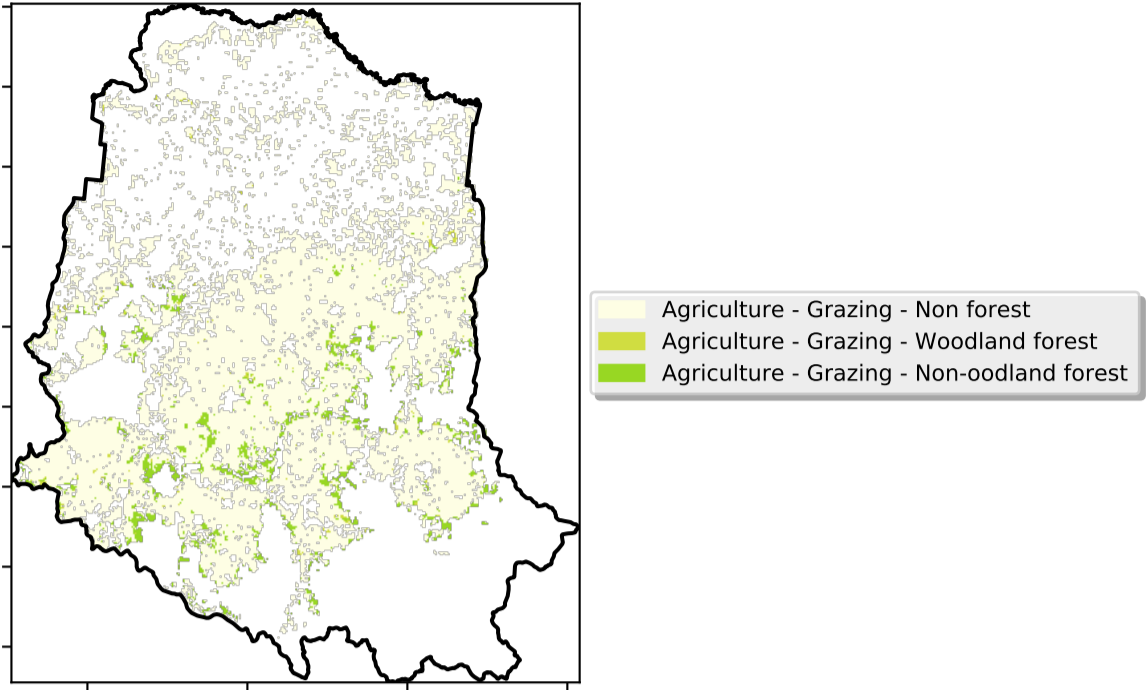 Agriculture - Grazing - Non forest
Agriculture - Grazing - Woodland forest
Agriculture - Grazing - Non-oodland forest